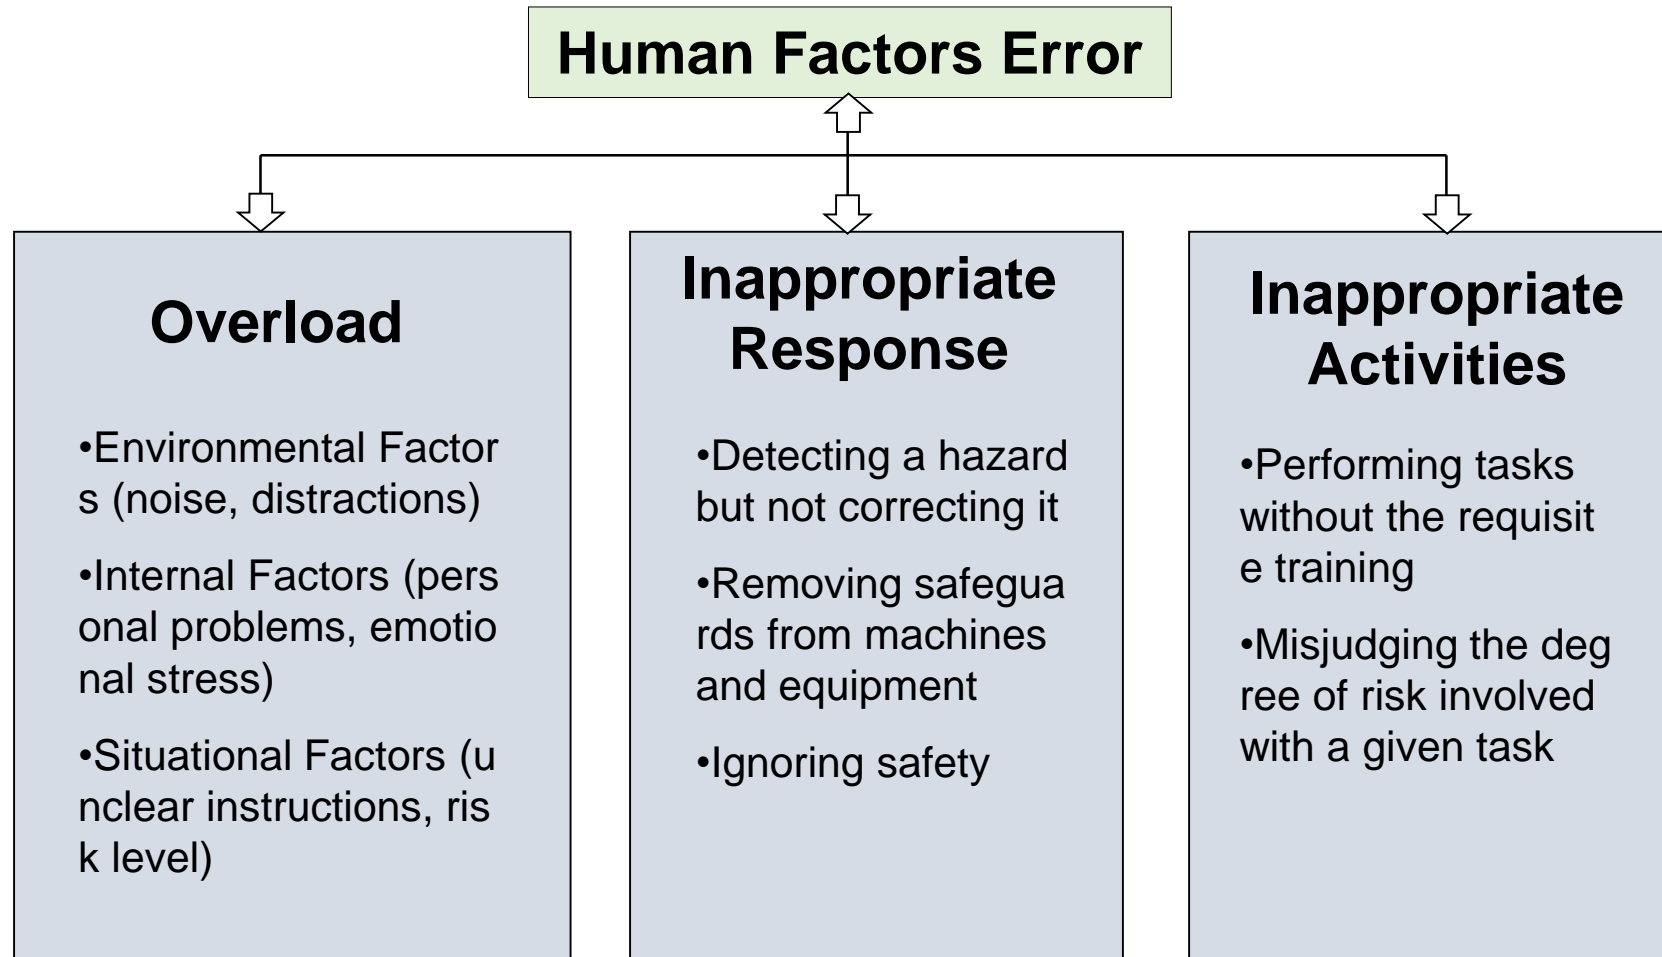 Human Factors Error
Overload
•Environmental Factor
s (noise, distractions)
•Internal Factors (pers
onal problems, emotio
nal stress)
•Situational Factors (u
nclear instructions, ris
k level)
Inappropriate
Response
•Detecting a hazard
but not correcting it
•Removing safegua
rds from machines
and equipment
•Ignoring safety
Inappropriate
Activities
•Performing tasks
without the requisit
e training
•Misjudging the deg
ree of risk involved
with a given task